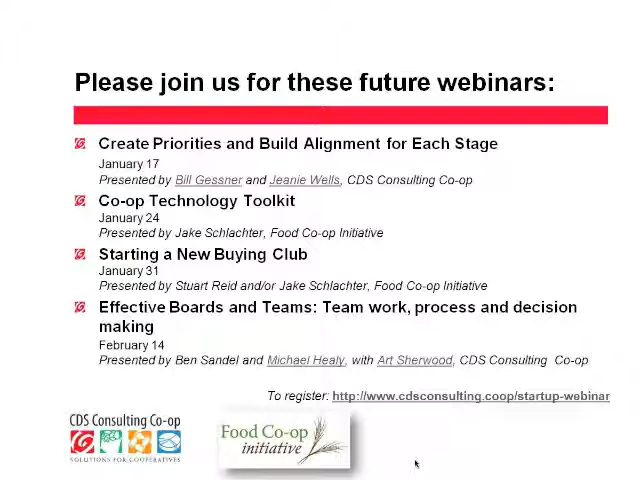 Please join us for these future webinars:
Create Priorities and Build Alignment for Each Stage
January 17
Presented by Bill Gessner and Jeanie Wells, CDS Consulting Co-op
Co-op Technology Toolkit
January 24
Presented by Jake Schlachter, Food Co-op Initiative
Starting a New Buying Club
January 31
Presented by Stuart Reid and/or Jake Schlachter, Food Co-op Initiative
Effective Boards and Teams: Team work, process and decision
making
February 14
Presented by Ben Sandel and Michael Healy, with Art Sherwood, CDS Consulting Co-op
To register: http://www.cdsconsulting.coop/startup-webinar
CDS Consulting Co-op
SOLUTIONS FOR COOPERATIVES
Food Co-op
initiative